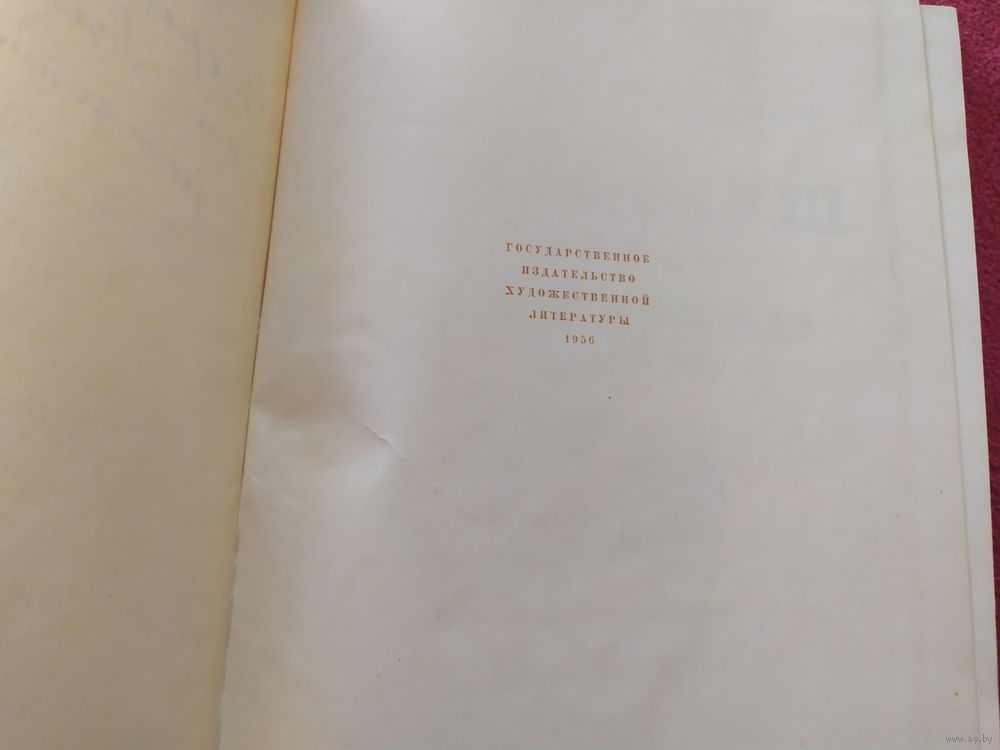 ГОСУДАРСТВЕННОЕ
ИЗДАТЕЛЬСТВО
ХУДОЖЕСТВЕННОЙ
ЛИТЕРАТУРЫ
1956
www.ay.by